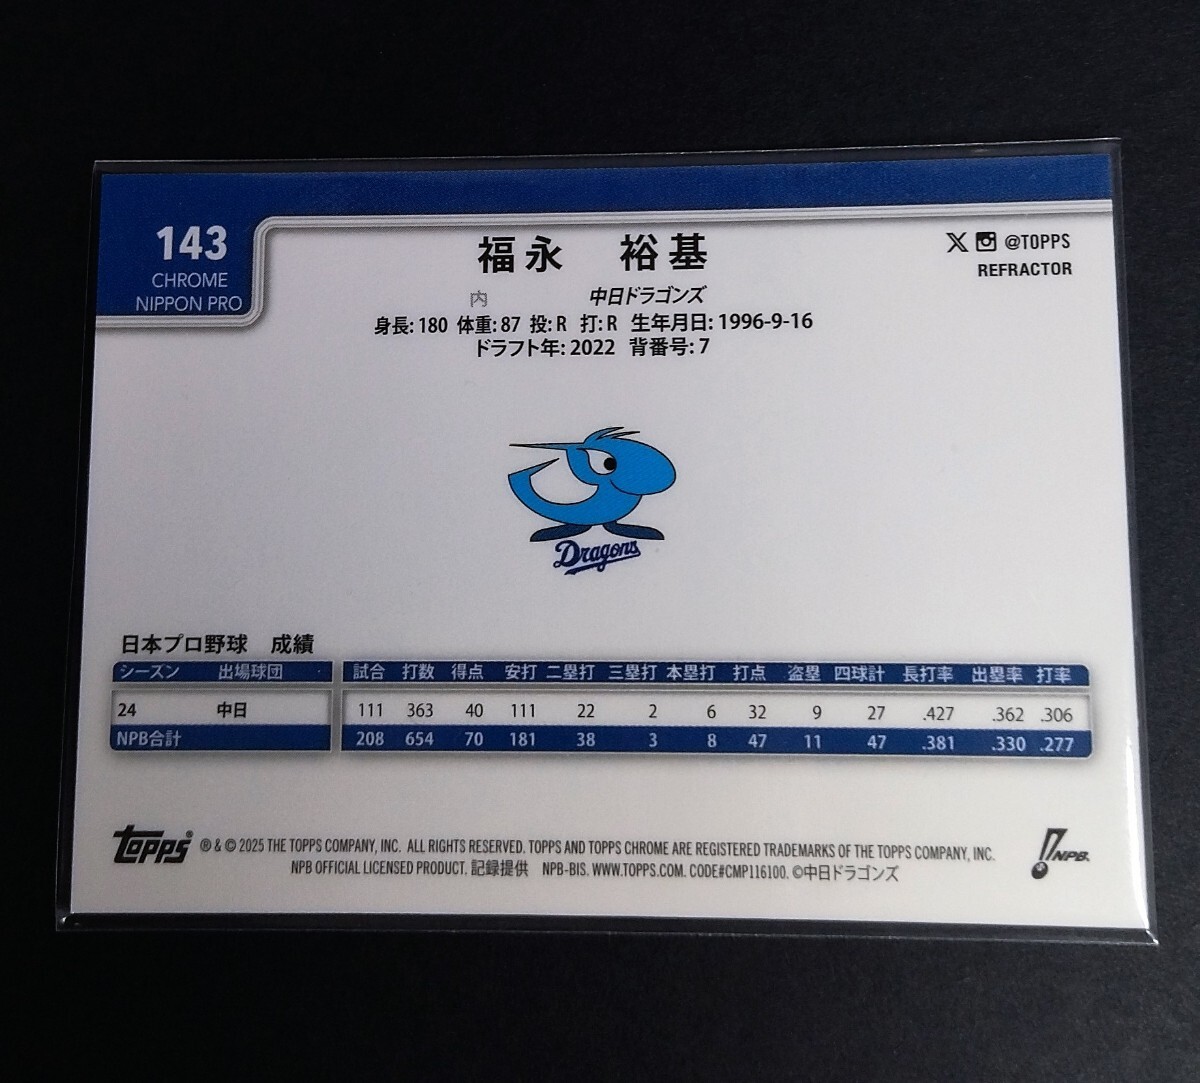 143
CHROME
NIPPON PRO
福永 裕基
X @TOPPS
REFRACTOR
内 中日ドラゴンズ
身長: 180 体重: 87 投: R 打: R 生年月日: 1996-9-16
ドラフト年: 2022 背番号: 7
Dragons
日本プロ野球 成績
シーズン 出場球団 試合 打数 得点 安打 二塁打 三塁打 本塁打 打点 盗塁 四球計 長打率 出塁率 打率
24 中日 111 363 40 111 22 2 6 32 9 27 .427 .362 .306
NPB合計 208 654 70 181 38 3 8 47 11 47 .381 .330 .277
Topps® ® & © 2025 THE TOPPS COMPANY, INC. ALL RIGHTS RESERVED. TOPPS AND TOPPS CHROME ARE REGISTERED TRADEMARKS OF THE TOPPS COMPANY, INC.
NPB OFFICIAL LICENSED PRODUCT. 記録提供 NPB-BIS. WWW.TOPPS.COM. CODE#CMP116100. ©中日ドラゴンズ
NPB.